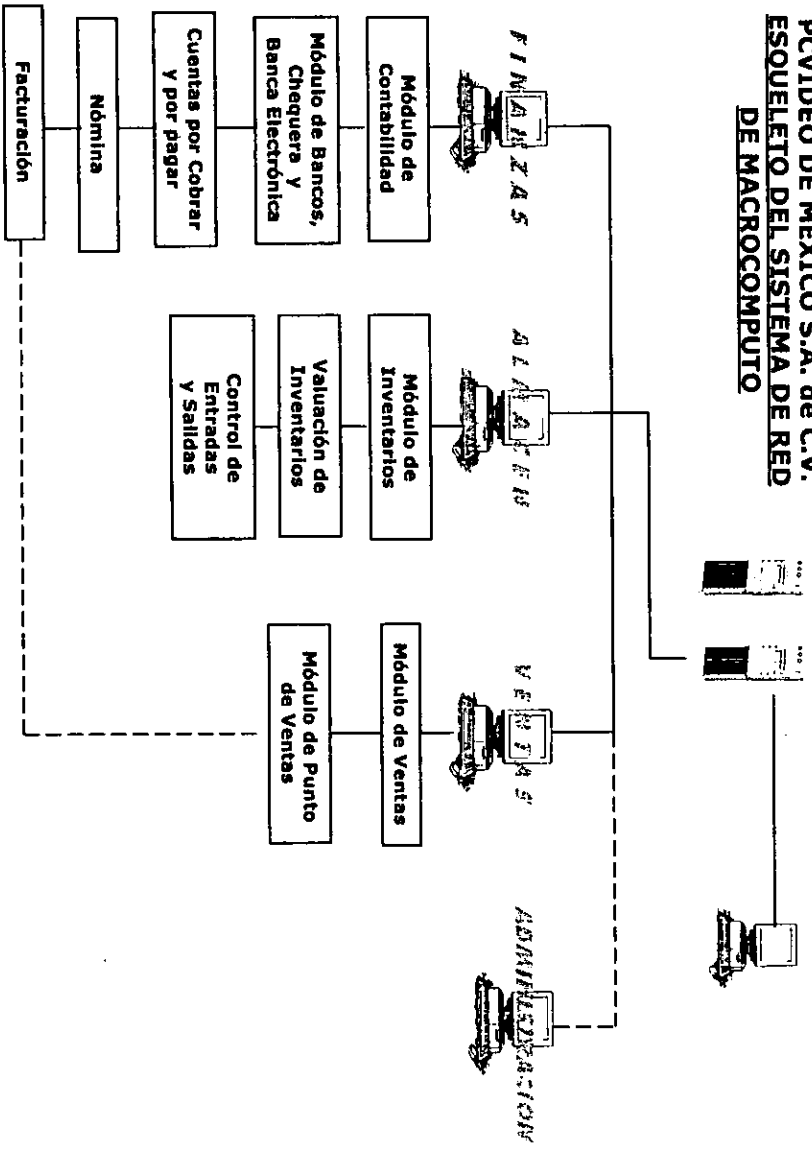 PCVIDEO DE MEXICO S.A. de C.V.
ESQUELETO DEL SISTEMA DE RED
DE MACROCOMPUTO
FINANZAS
Módulo de
Contabilidad
Módulo de Bancos,
Chequera y
Banca Electrónica
Cuentas por Cobrar
y por pagar
Nómina
Facturación
ALMACEN
Módulo de
Inventarios
Valuación de
Inventarios
Control de
Entradas
y Salidas
VENTAS
Módulo de Ventas
Módulo de Punto
de Ventas
ADMINISTRACION